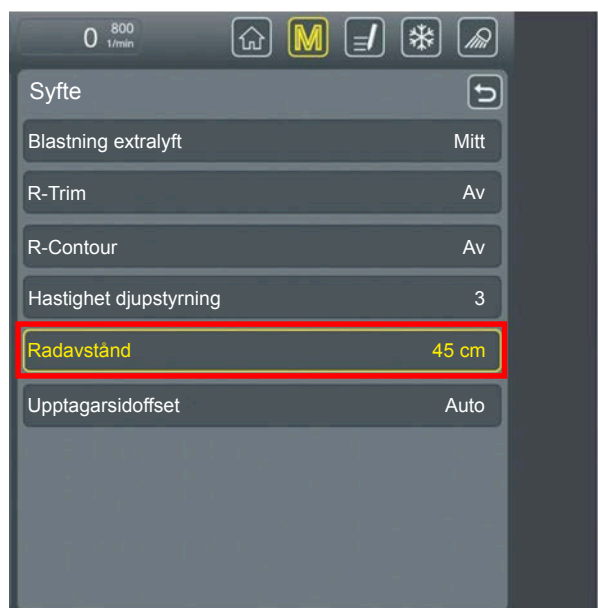 0 800 1/min M
Syfte
Blastning extralyft Mitt
R-Trim Av
R-Contour Av
Hastighet djupstyrning 3
Radavstånd 45 cm
Upptagarsidoffset Auto